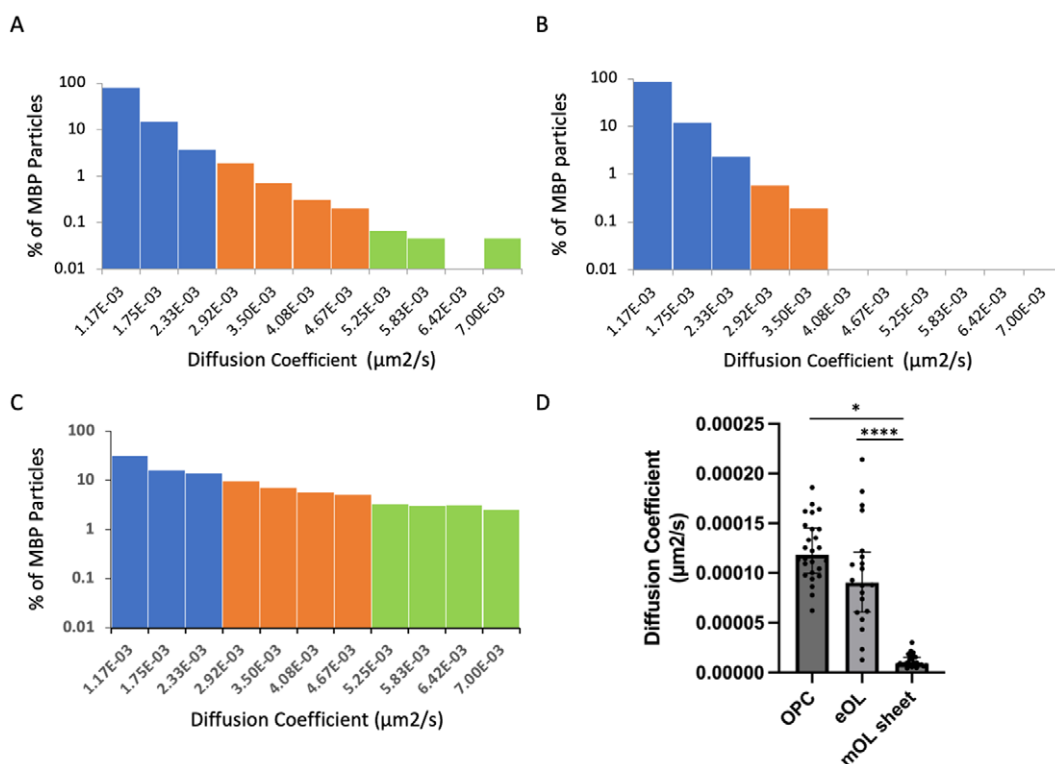 A
% of MBP Particles
100
10
1
0.1
0.01
1.17E-03
1.75E-03
2.33E-03
2.92E-03
3.50E-03
4.08E-03
4.67E-03
5.25E-03
5.83E-03
6.42E-03
7.00E-03
Diffusion Coefficient (μm2/s)
B
% of MBP particles
100
10
1
0.1
0.01
1.17E-03
1.75E-03
2.33E-03
2.92E-03
3.50E-03
4.08E-03
4.67E-03
5.25E-03
5.83E-03
6.42E-03
7.00E-03
Diffusion Coefficient (μm2/s)
C
% of MBP Particles
100
10
1
0.1
0.01
1.17E-03
1.75E-03
2.33E-03
2.92E-03
3.50E-03
4.08E-03
4.67E-03
5.25E-03
5.83E-03
6.42E-03
7.00E-03
Diffusion Coefficient (μm2/s)
D
Diffusion Coefficient
(μm2/s)
0.00025
0.00020
0.00015
0.00010
0.00005
0.00000
*
****
OPC
eOL
mOL sheet